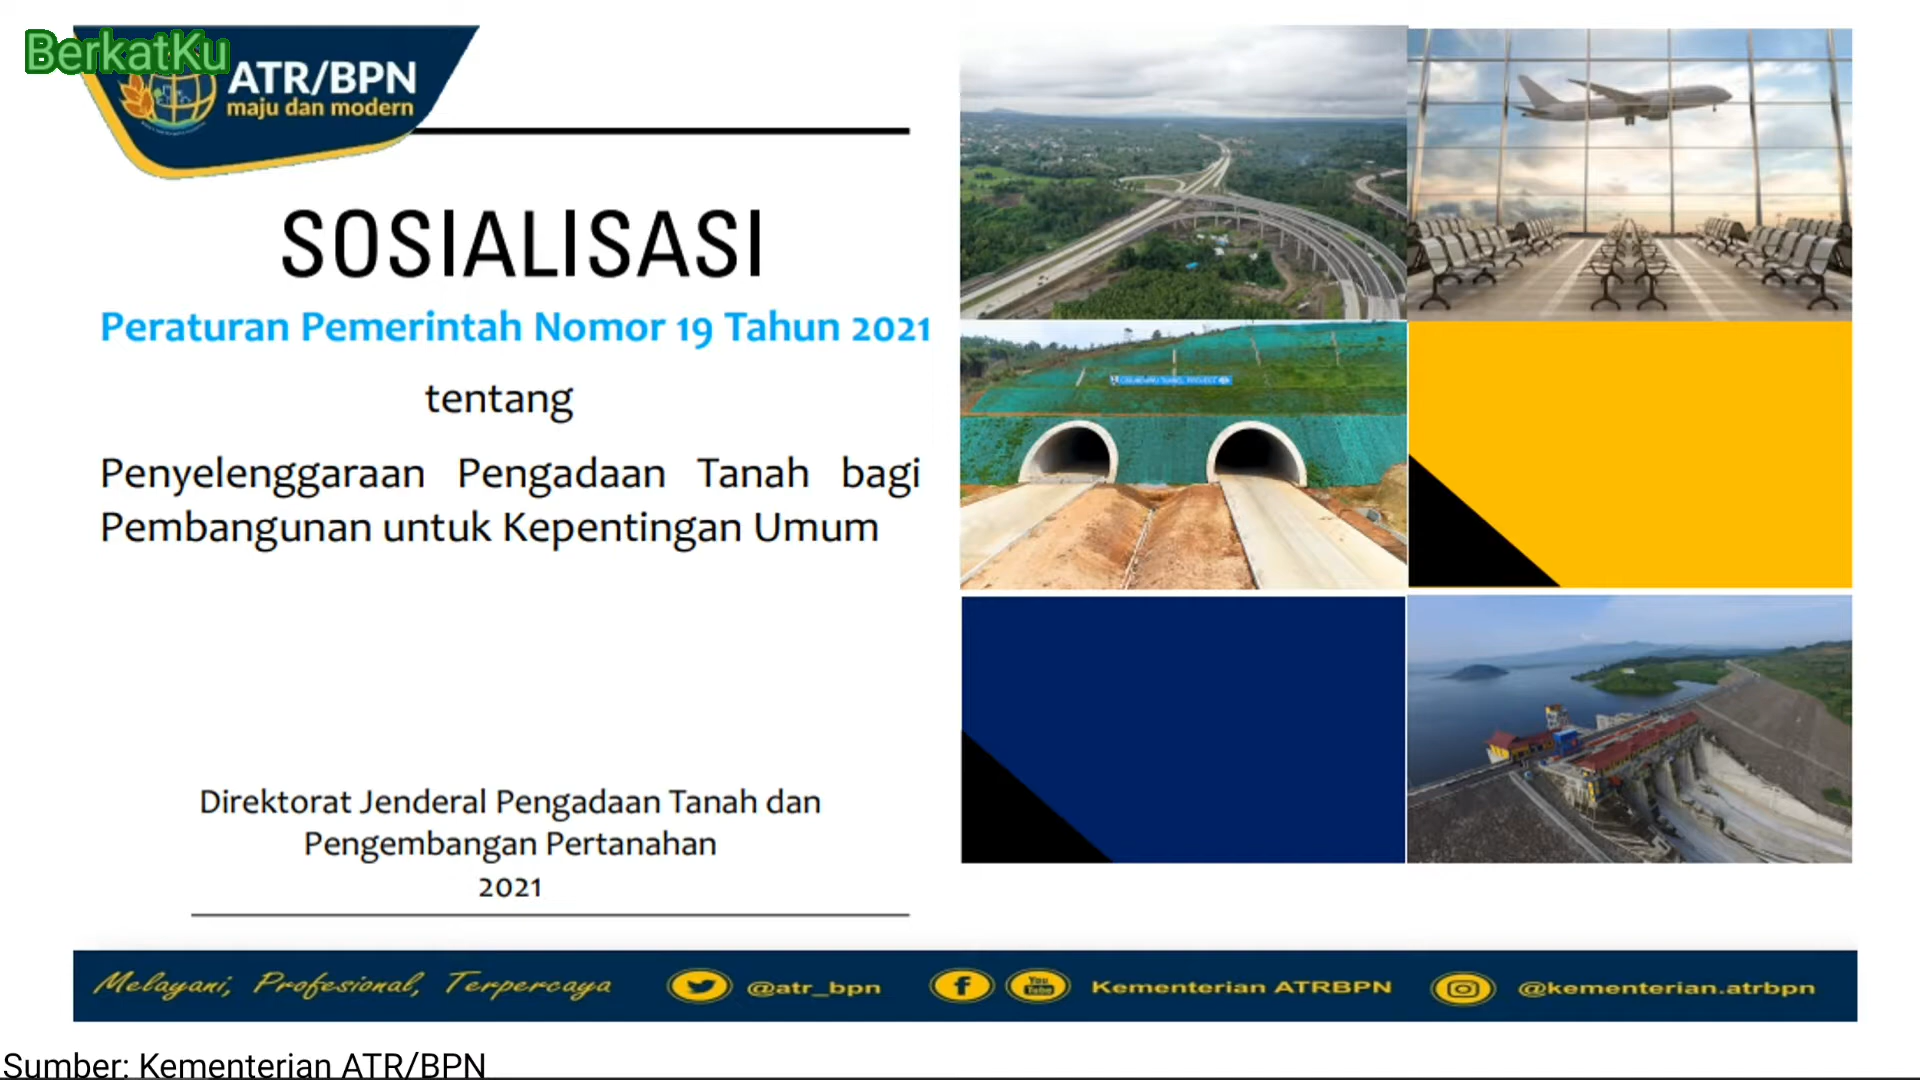 BerkatKu
ATR/BPN
maju dan modern
SOSIALISASI
Peraturan Pemerintah Nomor 19 Tahun 2021
tentang
Penyelenggaraan Pengadaan Tanah bagi
Pembangunan untuk Kepentingan Umum
Direktorat Jenderal Pengadaan Tanah dan
Pengembangan Pertanahan
2021
Melayani, Profesional, Terpercaya
@atr_bpn
You
Tube
Kementerian ATRBPN
@kementerian.atrbpn
Sumber: Kementerian ATR/BPN